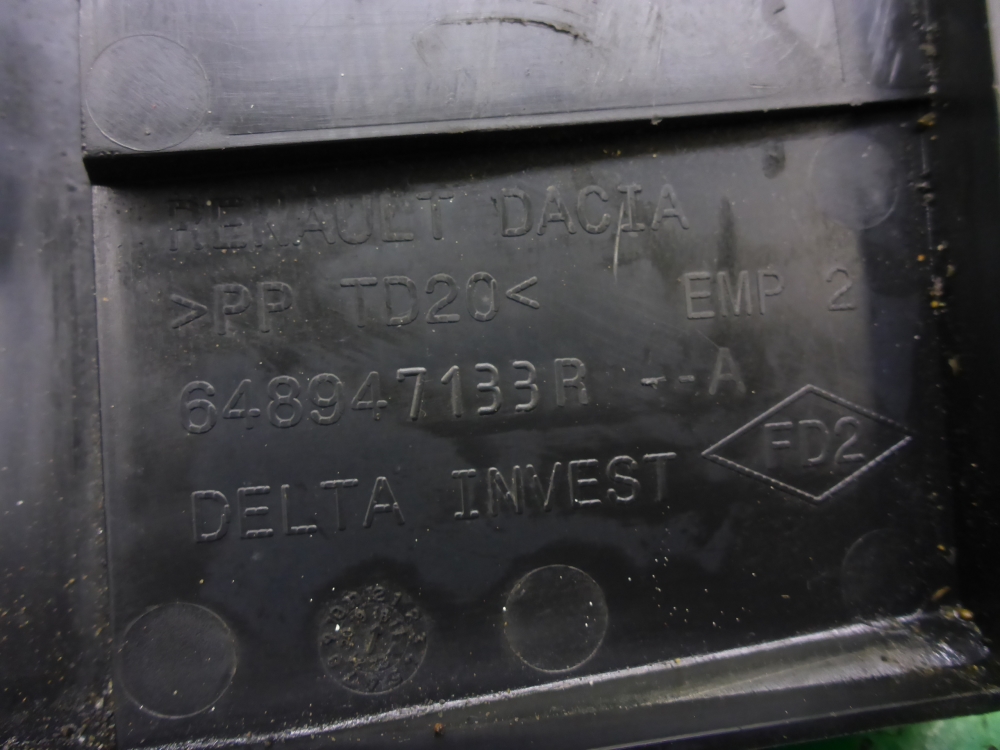 RENAULT DACIA
>PP TD20< EMP 2
648947133R --A
FD2
DELTA INVEST